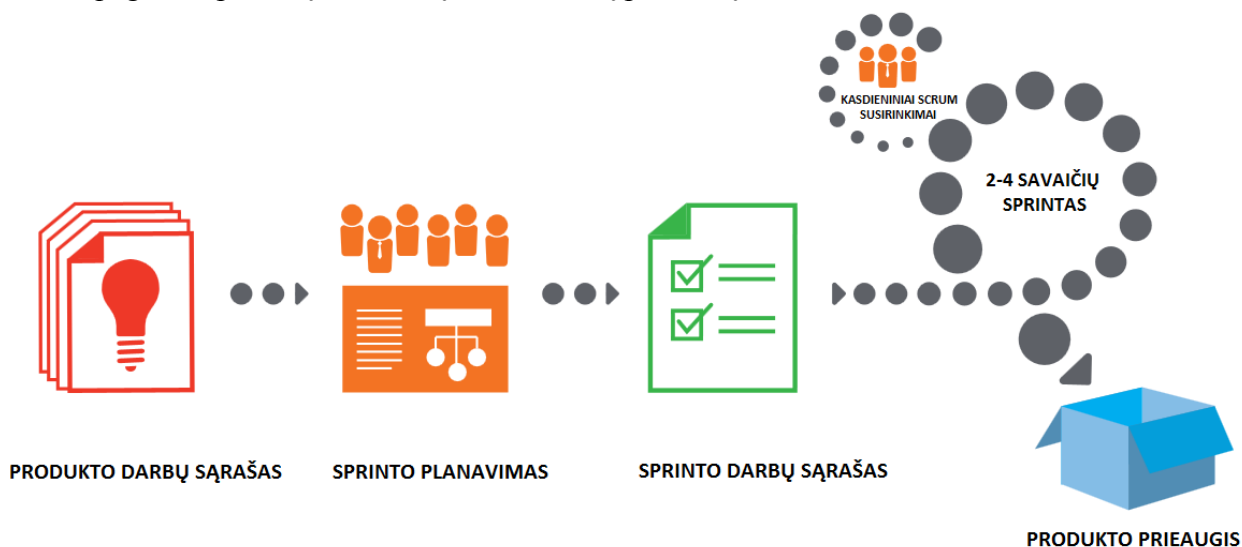 KASDIENINIAI SCRUM
SUSIRINKIMAI
2-4 SAVAIČIŲ
SPRINTAS
PRODUKTO DARBŲ SĄRAŠAS
SPRINTO PLANAVIMAS
SPRINTO DARBŲ SĄRAŠAS
PRODUKTO PRIEAUGIS